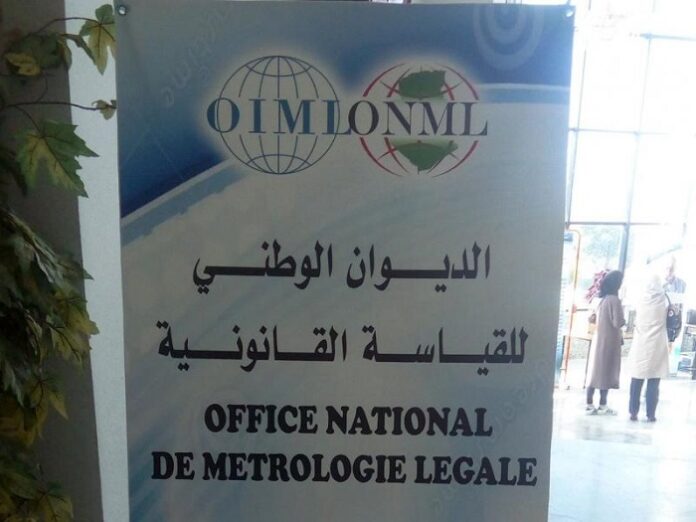 OIML ONML
الديوان الوطني
للقياسة القانونية
OFFICE NATIONAL
DE METROLOGIE LEGALE